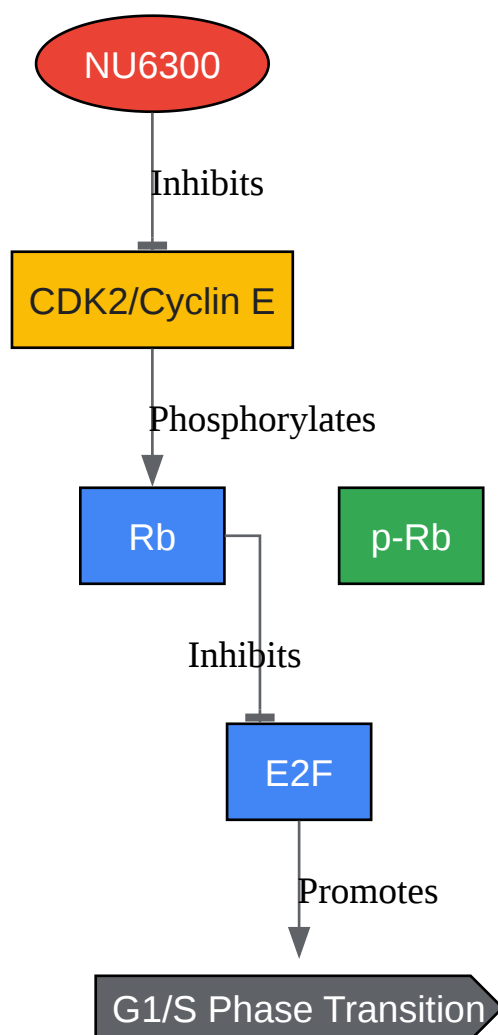 NU6300
Inhibits
CDK2/Cyclin E
Phosphorylates
Rb
p-Rb
Inhibits
E2F
Promotes
G1/S Phase Transition